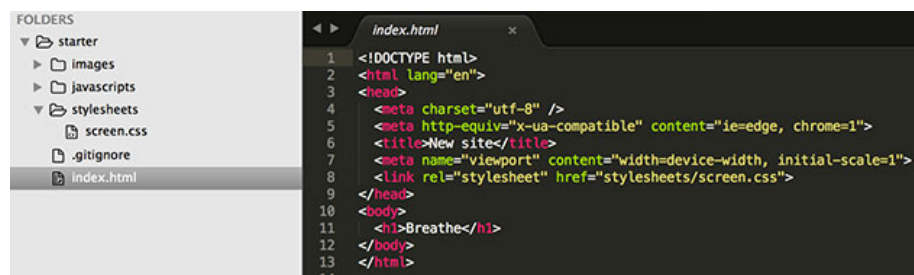 FOLDERS
starter
images
javascripts
stylesheets
screen.css
.gitignore
index.html
index.html ×
1 <!DOCTYPE html>
2 <html lang="en">
3 <head>
4 <meta charset="utf-8" />
5 <meta http-equiv="x-ua-compatible" content="ie=edge, chrome=1">
6 <title>New site</title>
7 <meta name="viewport" content="width=device-width, initial-scale=1">
8 <link rel="stylesheet" href="stylesheets/screen.css">
9 </head>
10 <body>
11 <h1>Breathe</h1>
12 </body>
13 </html>